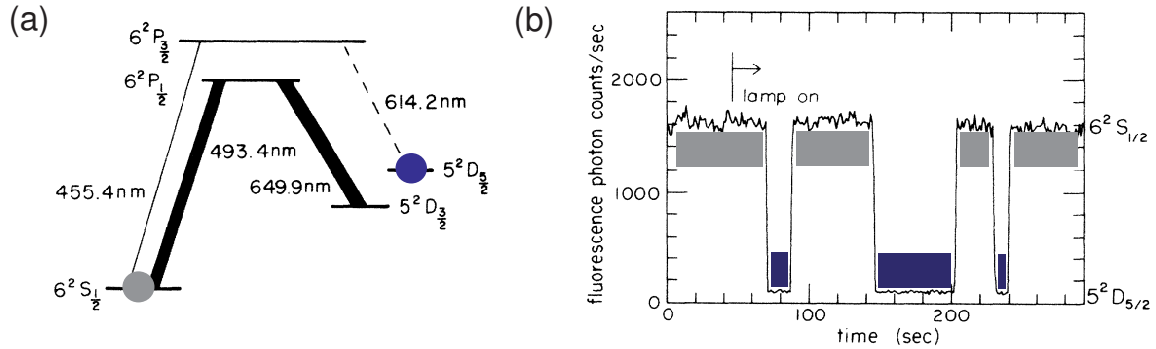 (a)
6²P3/2
6²P1/2
614.2nm
493.4nm
649.9nm
455.4nm
5²D5/2
5²D3/2
6²S1/2
(b)
fluorescence photon counts/sec
2000
1000
0
lamp on
6²S1/2
5²D5/2
100
200
time (sec)